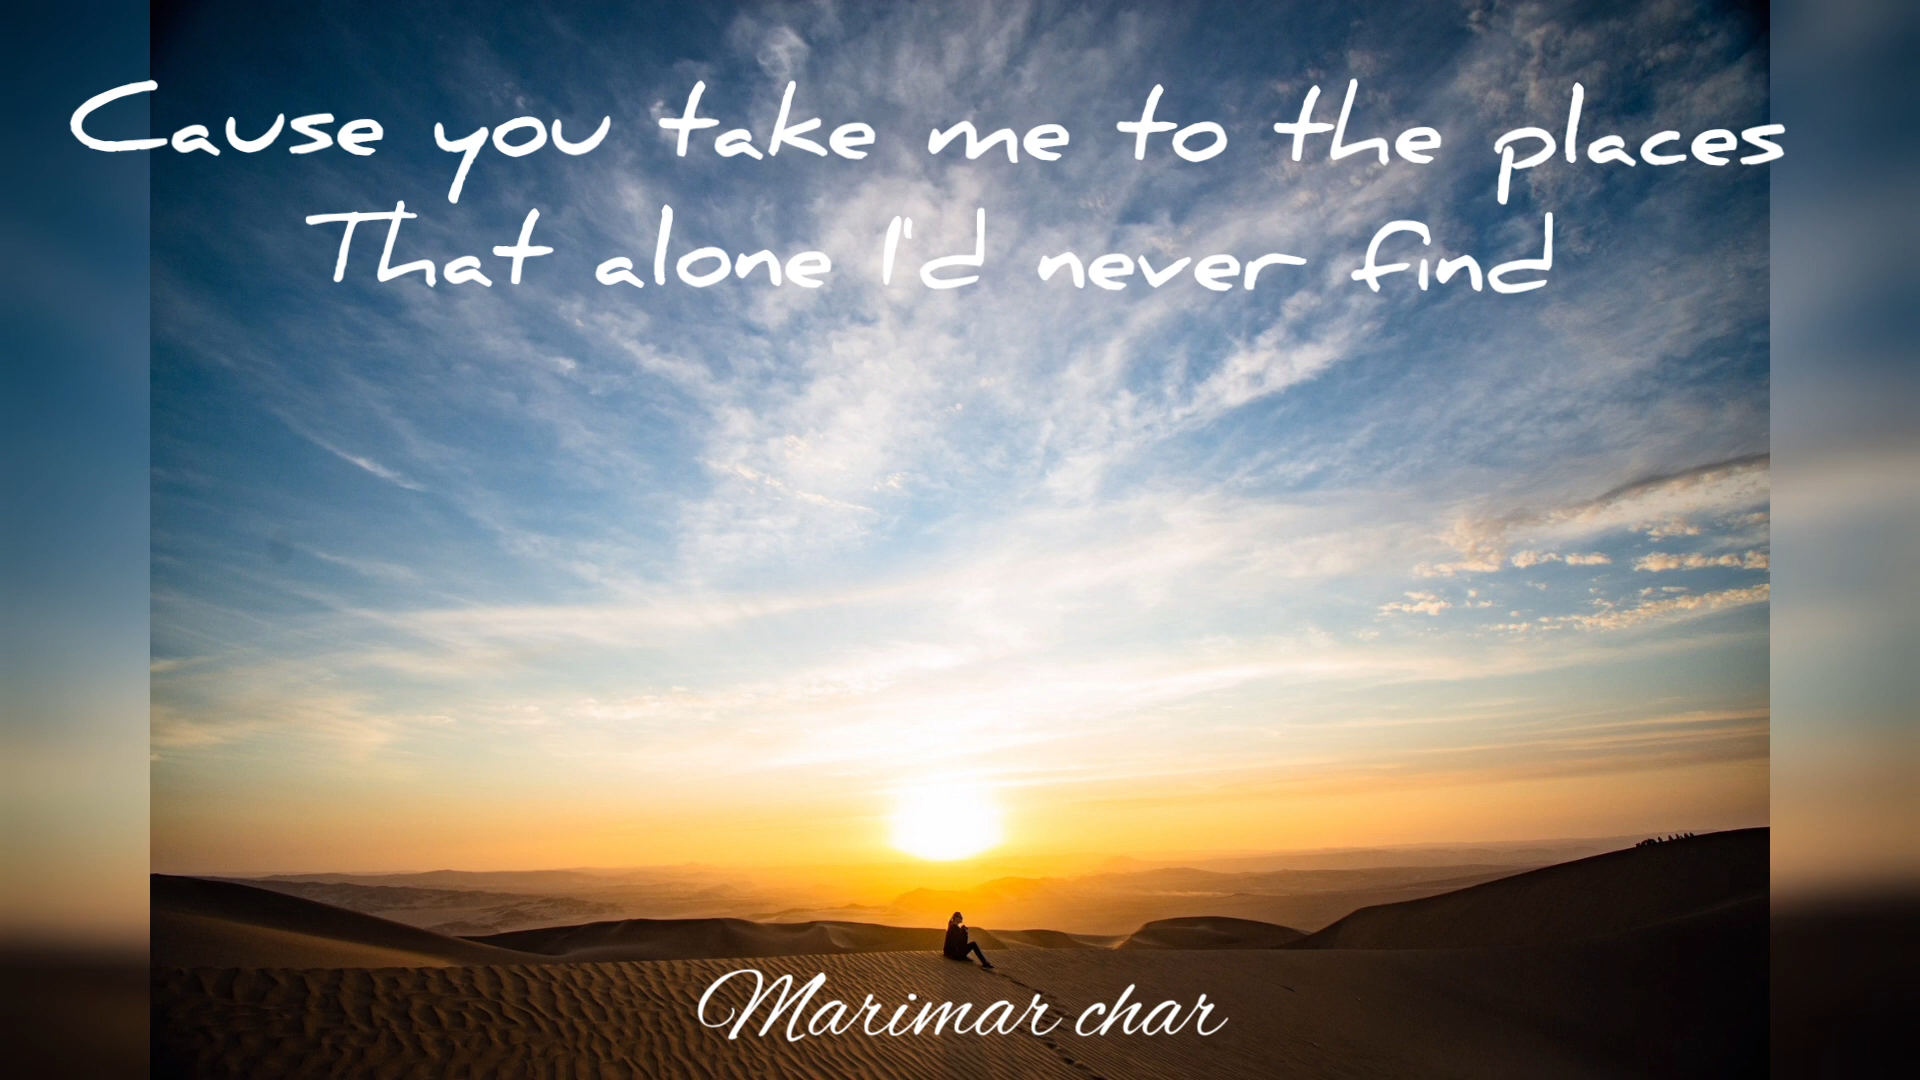 Cause you take me to the places
That alone I'd never find
Marimar char